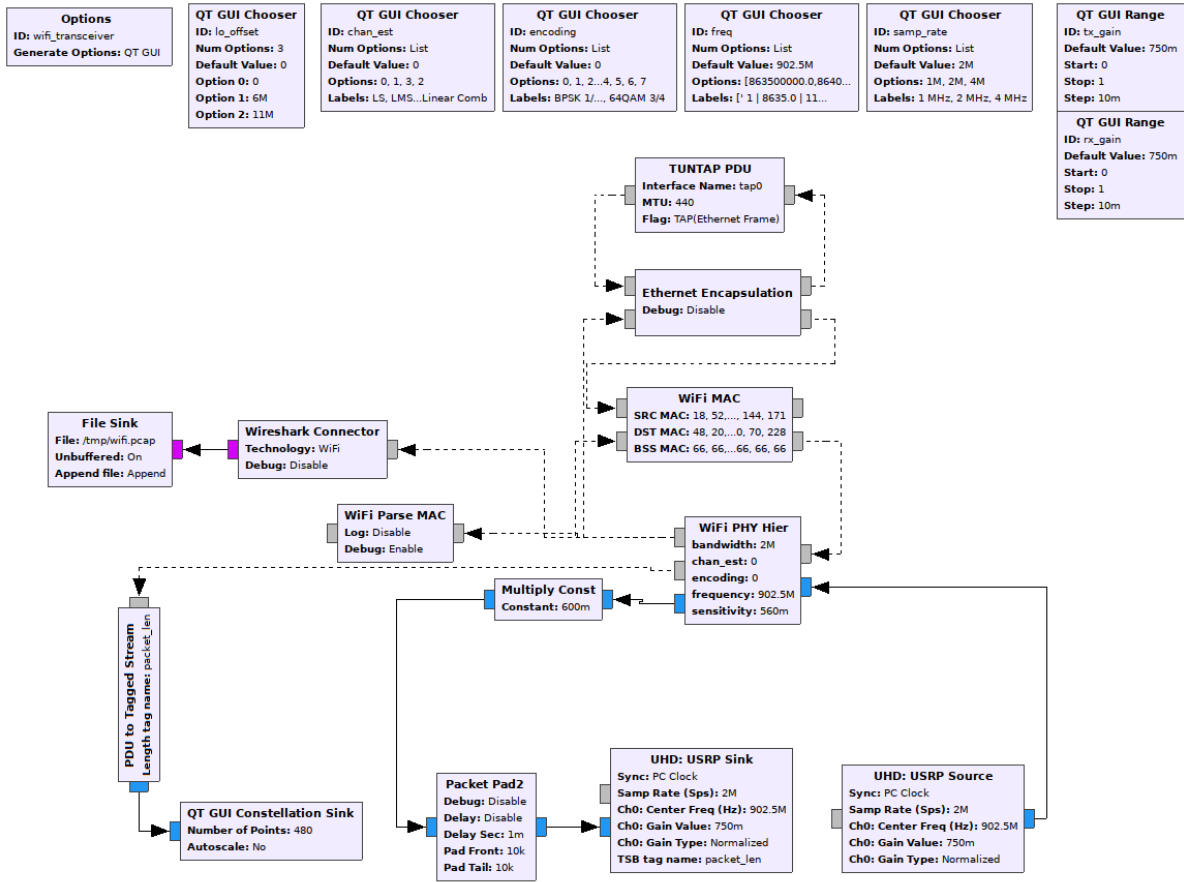 Options
ID: wifi_transceiver
Generate Options: QT GUI
QT GUI Chooser
ID: lo_offset
Num Options: 3
Default Value: 0
Option 0: 0
Option 1: 6M
Option 2: 11M
QT GUI Chooser
ID: chan_est
Num Options: List
Default Value: 0
Options: 0, 1, 3, 2
Labels: LS, LMS...Linear Comb
QT GUI Chooser
ID: encoding
Num Options: List
Default Value: 0
Options: 0, 1, 2...4, 5, 6, 7
Labels: BPSK 1/..., 64QAM 3/4
QT GUI Chooser
ID: freq
Num Options: List
Default Value: 902.5M
Options: [863500000.0,8640...
Labels: [' 1 | 8635.0 | 11...
QT GUI Chooser
ID: samp_rate
Num Options: List
Default Value: 2M
Options: 1M, 2M, 4M
Labels: 1 MHz, 2 MHz, 4 MHz
QT GUI Range
ID: tx_gain
Default Value: 750m
Start: 0
Stop: 1
Step: 10m
QT GUI Range
ID: rx_gain
Default Value: 750m
Start: 0
Stop: 1
Step: 10m
TUNTAP PDU
Interface Name: tap0
MTU: 440
Flag: TAP(Ethernet Frame)
Ethernet Encapsulation
Debug: Disable
WiFi MAC
SRC MAC: 18, 52,..., 144, 171
DST MAC: 48, 20,...0, 70, 228
BSS MAC: 66, 66,...66, 66, 66
File Sink
File: /tmp/wifi.pcap
Unbuffered: On
Append file: Append
Wireshark Connector
Technology: WiFi
Debug: Disable
WiFi Parse MAC
Log: Disable
Debug: Enable
WiFi PHY Hier
bandwidth: 2M
chan_est: 0
encoding: 0
frequency: 902.5M
sensitivity: 560m
Multiply Const
Constant: 600m
PDU to Tagged Stream
Length tag name: packet_len
QT GUI Constellation Sink
Number of Points: 480
Autoscale: No
Packet Pad2
Debug: Disable
Delay: Disable
Delay Sec: 1m
Pad Front: 10k
Pad Tail: 10k
UHD: USRP Sink
Sync: PC Clock
Samp Rate (Sps): 2M
Ch0: Center Freq (Hz): 902.5M
Ch0: Gain Value: 750m
Ch0: Gain Type: Normalized
TSB tag name: packet_len
UHD: USRP Source
Sync: PC Clock
Samp Rate (Sps): 2M
Ch0: Center Freq (Hz): 902.5M
Ch0: Gain Value: 750m
Ch0: Gain Type: Normalized